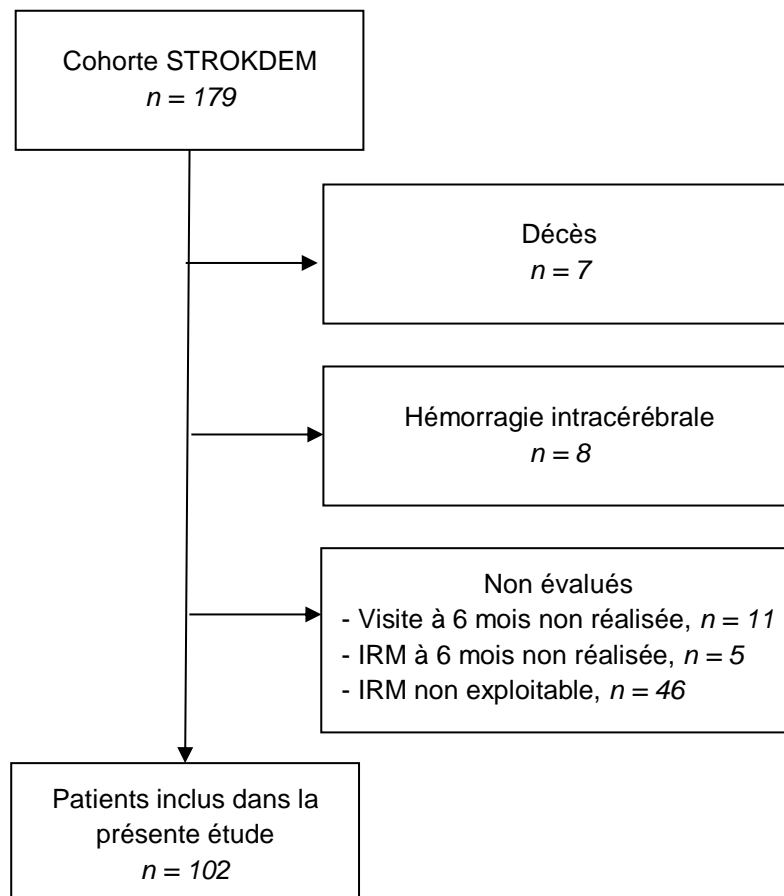 Cohorte STROKDEM
n = 179
Décès
n = 7
Hémorragie intracérébrale
n = 8
Non évalués
- Visite à 6 mois non réalisée, n = 11
- IRM à 6 mois non réalisée, n = 5
- IRM non exploitable, n = 46
Patients inclus dans la
présente étude
n = 102